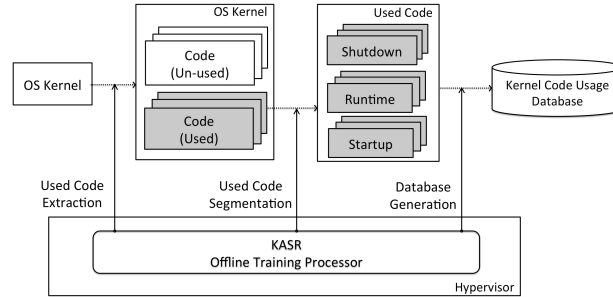 OS Kernel
Used Code
Code
(Un-used)
Shutdown
OS Kernel
Runtime
Kernel Code Usage
Database
Code
(Used)
Startup
Used Code
Extraction
Used Code
Segmentation
Database
Generation
KASR
Offline Training Processor
Hypervisor